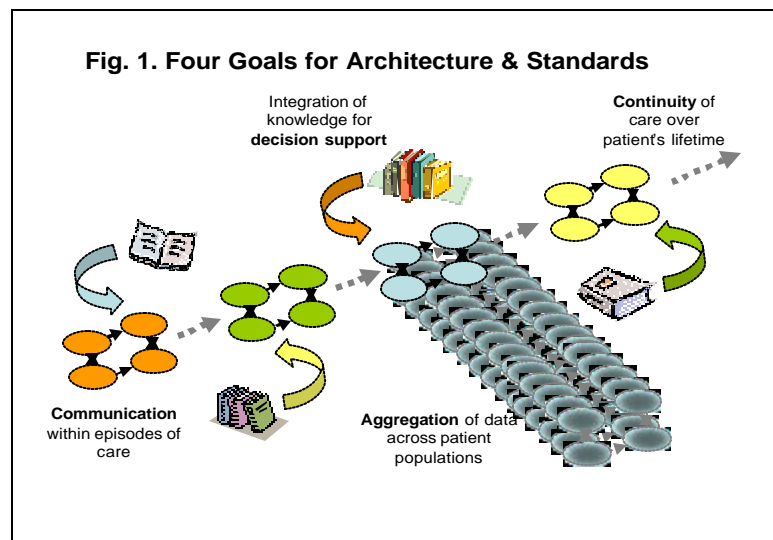 Fig. 1. Four Goals for Architecture & Standards
Integration of
knowledge for
decision support
Continuity of
care over
patient's lifetime
Communication
within episodes of
care
Aggregation of data
across patient
populations